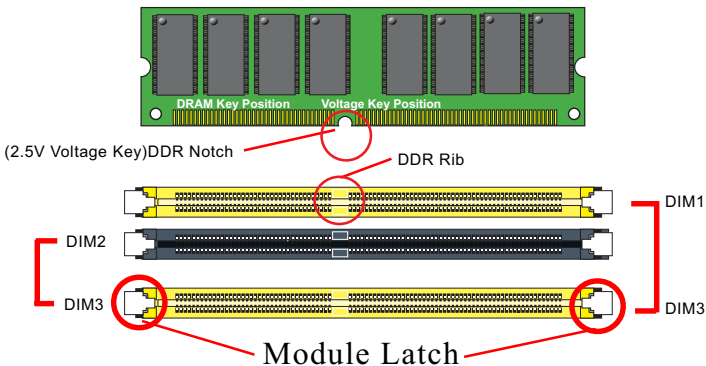 DRAM Key Position Voltage Key Position
(2.5V Voltage Key)DDR Notch
DDR Rib
DIM1
DIM2
DIM3 DIM3
Module Latch